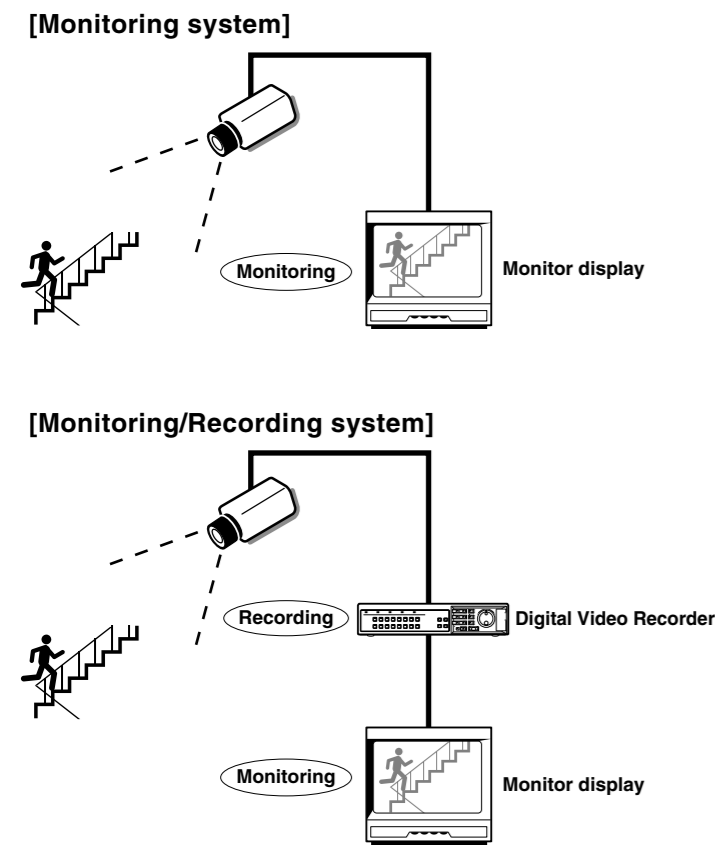 [Monitoring system]
Monitoring
Monitor display
[Monitoring/Recording system]
Recording
Digital Video Recorder
Monitoring
Monitor display